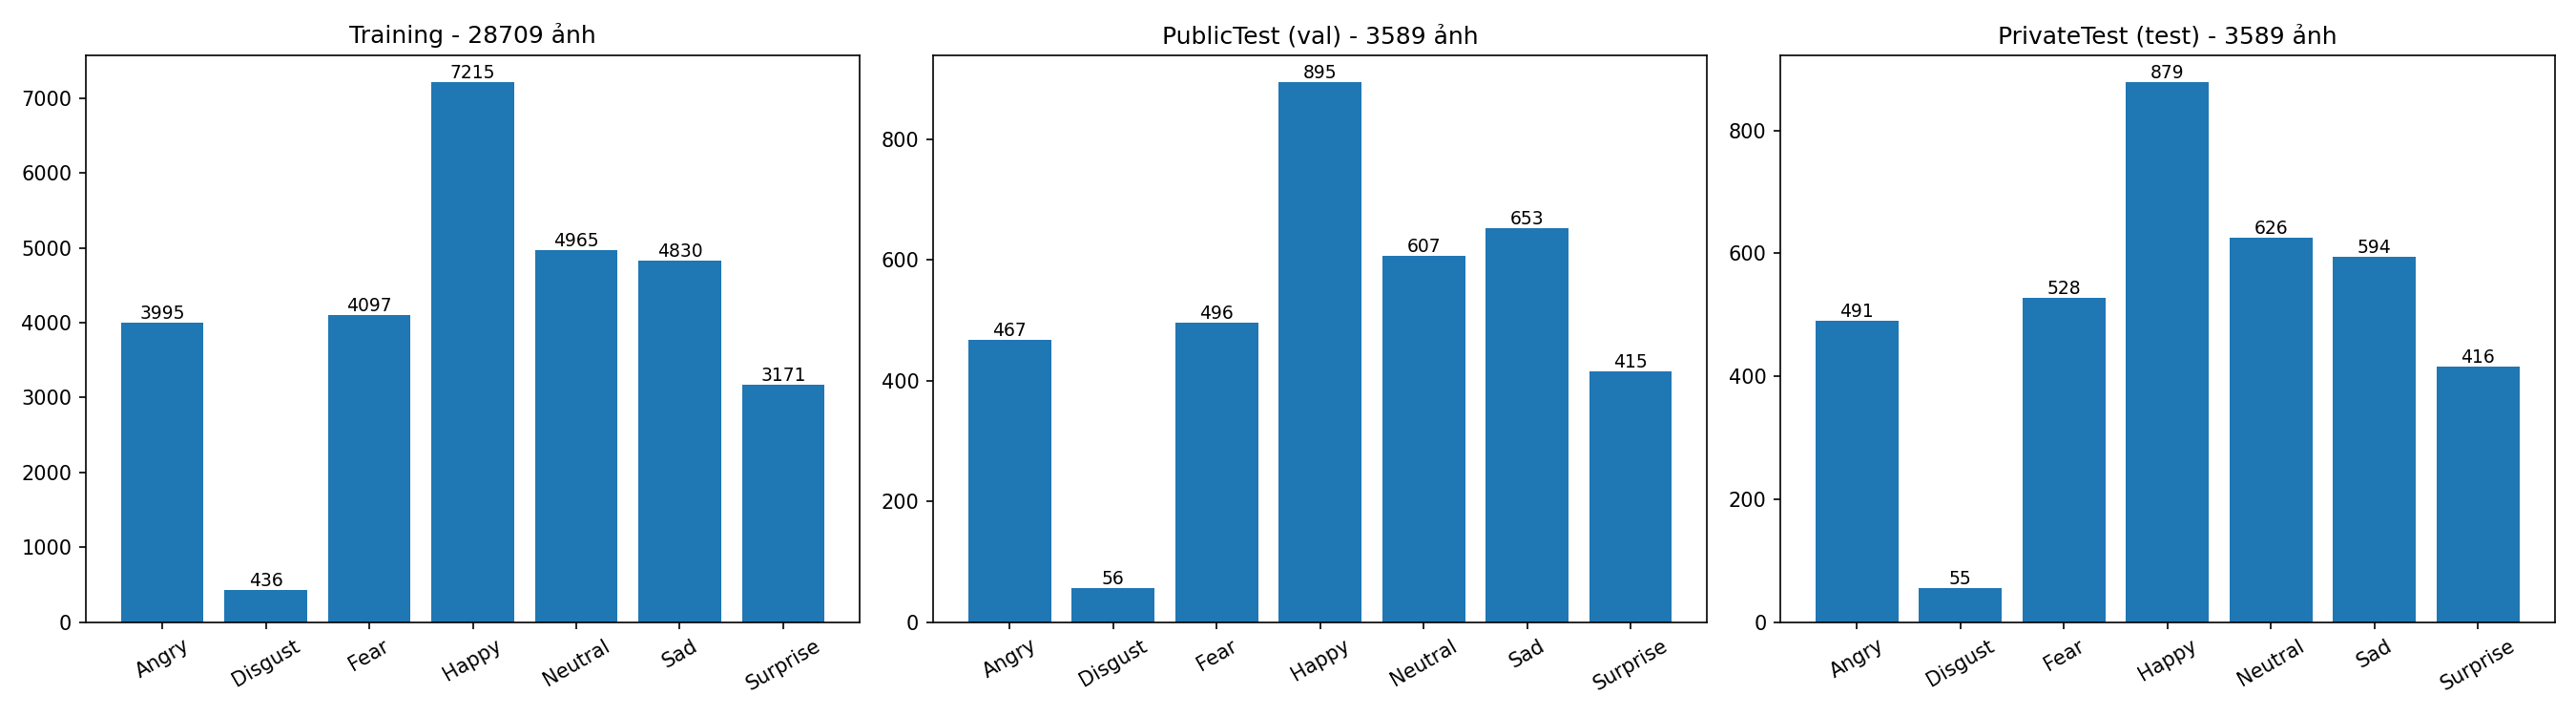 Training - 28709 ảnh
7000
6000
5000
4000
3000
2000
1000
0
3995
436
4097
7215
4965
4830
3171
Angry
Disgust
Fear
Happy
Neutral
Sad
Surprise
PublicTest (val) - 3589 ảnh
800
600
400
200
0
467
56
496
895
607
653
415
Angry
Disgust
Fear
Happy
Neutral
Sad
Surprise
PrivateTest (test) - 3589 ảnh
800
600
400
200
0
491
55
528
879
626
594
416
Angry
Disgust
Fear
Happy
Neutral
Sad
Surprise